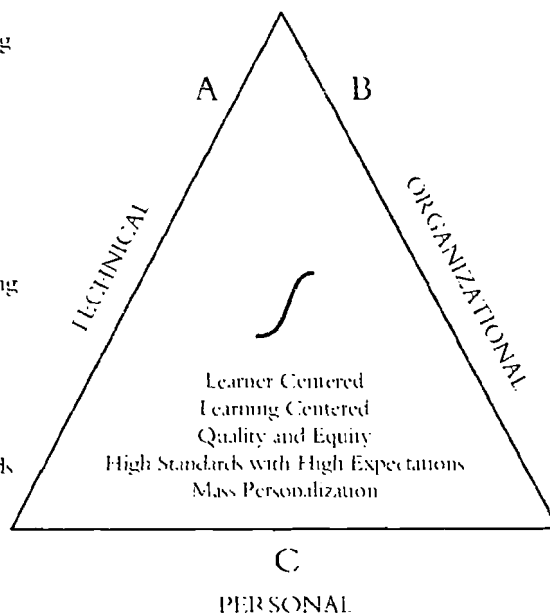 A
B
TECHNICAL
ORGANIZATIONAL
Learner Centered
Learning Centered
Quality and Equity
High Standards with High Expectations
Mass Personalization
C
PERSONAL